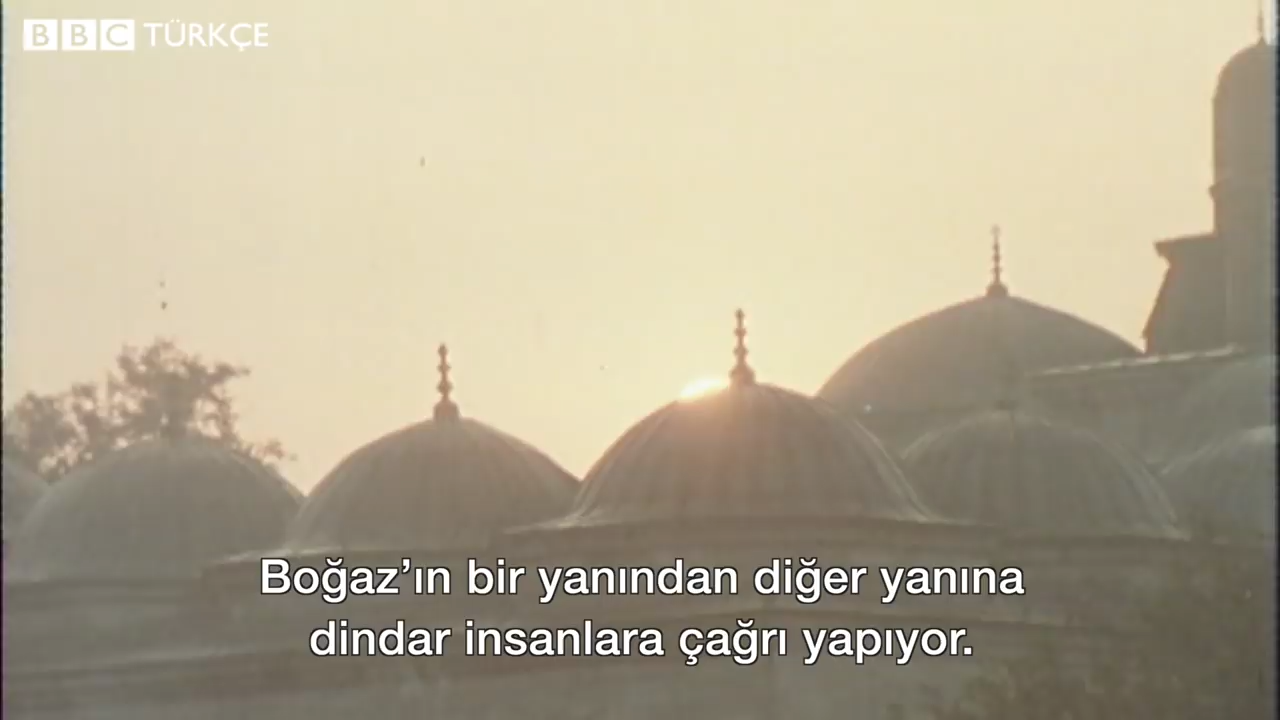 BBC TÜRKÇE
Boğaz’ın bir yanından diğer yanına
dindar insanlara çağrı yapıyor.